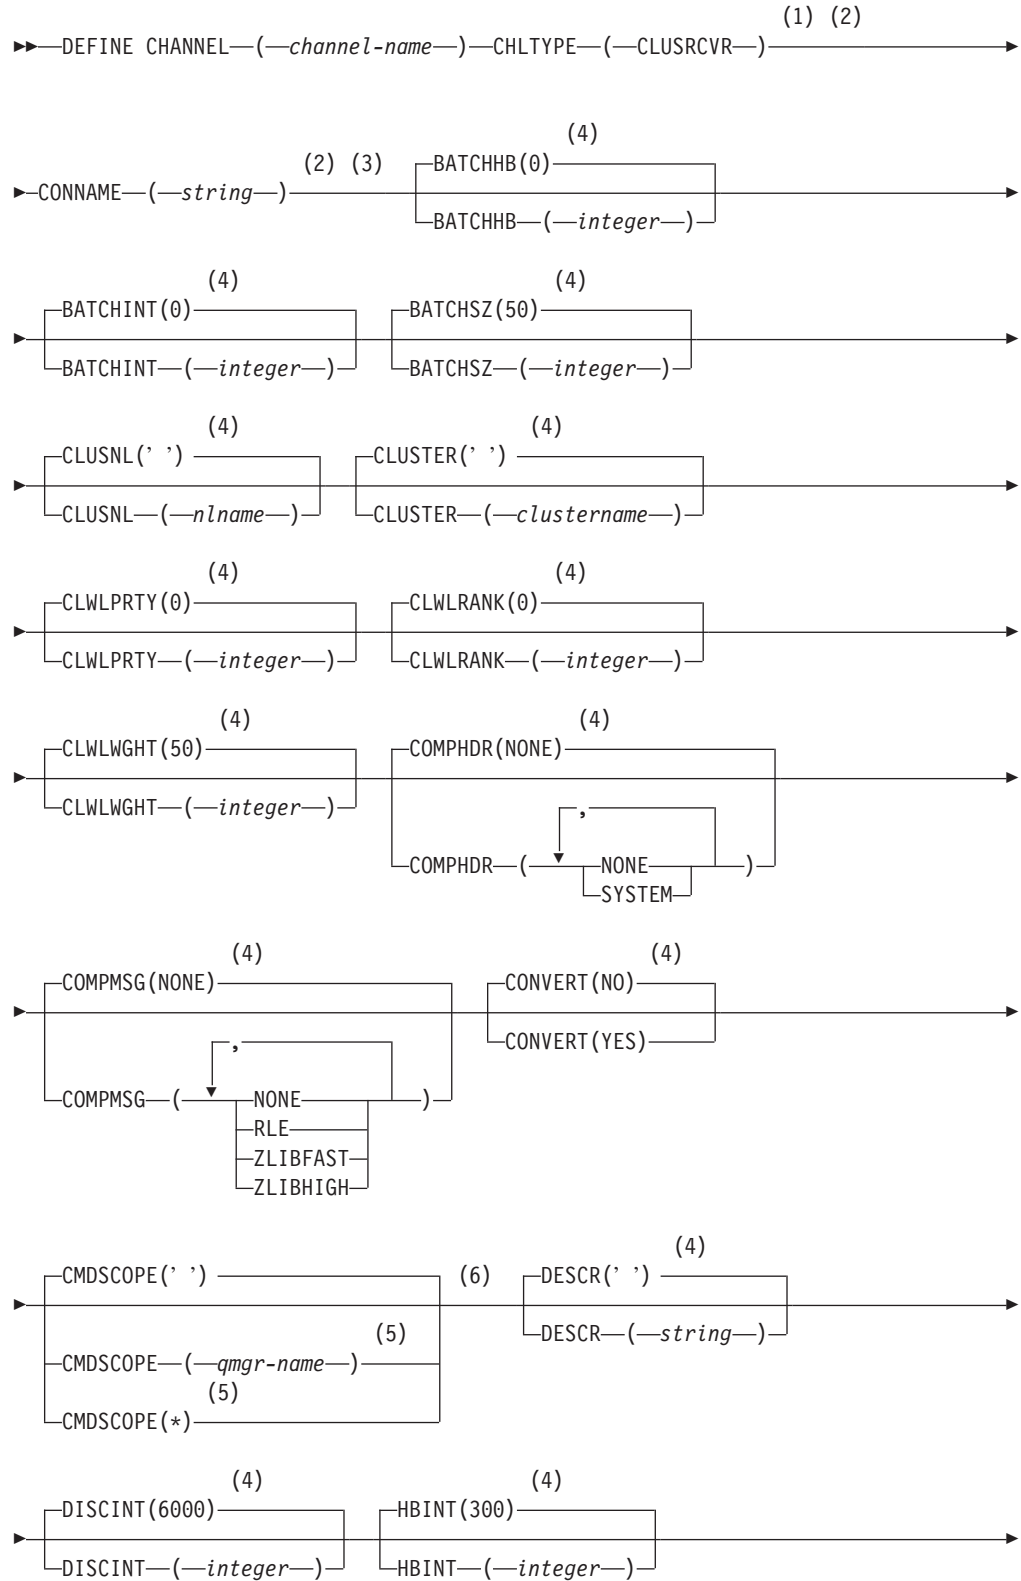 (1) (2)
DEFINE CHANNEL ( channel-name ) CHLTYPE ( CLUSRCVR )
(4)
(2) (3) BATCHHB(0)
CONNAME ( string )
BATCHHB ( integer )
(4) (4)
BATCHINT(0) BATCHSZ(50)
BATCHINT ( integer ) BATCHSZ ( integer )
(4) (4)
CLUSNL(’ ’) CLUSTER(’ ’)
CLUSNL ( nlname ) CLUSTER ( clustername )
(4) (4)
CLWLPRTY(0) CLWLRANK(0)
CLWLPRTY ( integer ) CLWLRANK ( integer )
(4) (4)
CLWLWGHT(50) COMPHDR(NONE)
CLWLWGHT ( integer ) ,
COMPHDR ( NONE )
SYSTEM
(4) (4)
COMPMSG(NONE) CONVERT(NO)
, CONVERT(YES)
COMPMSG ( NONE )
RLE
ZLIBFAST
ZLIBHIGH
(4)
CMDSCOPE(’ ’) (6) DESCR(’ ’)
(5) DESCR ( string )
CMDSCOPE ( qmgr-name )
(5)
CMDSCOPE(*)
(4) (4)
DISCINT(6000) HBINT(300)
DISCINT ( integer ) HBINT ( integer )